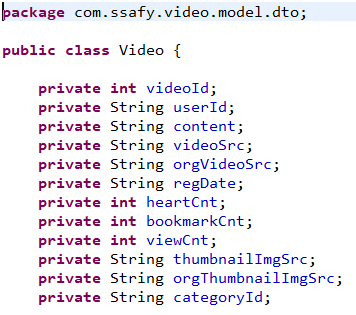 package com.ssafy.video.model.dto;
public class Video {
private int videoId;
private String userId;
private String content;
private String videoSrc;
private String orgVideoSrc;
private String regDate;
private int heartCnt;
private int bookmarkCnt;
private int viewCnt;
private String thumbnailImgSrc;
private String orgThumbnailImgSrc;
private String categoryId;